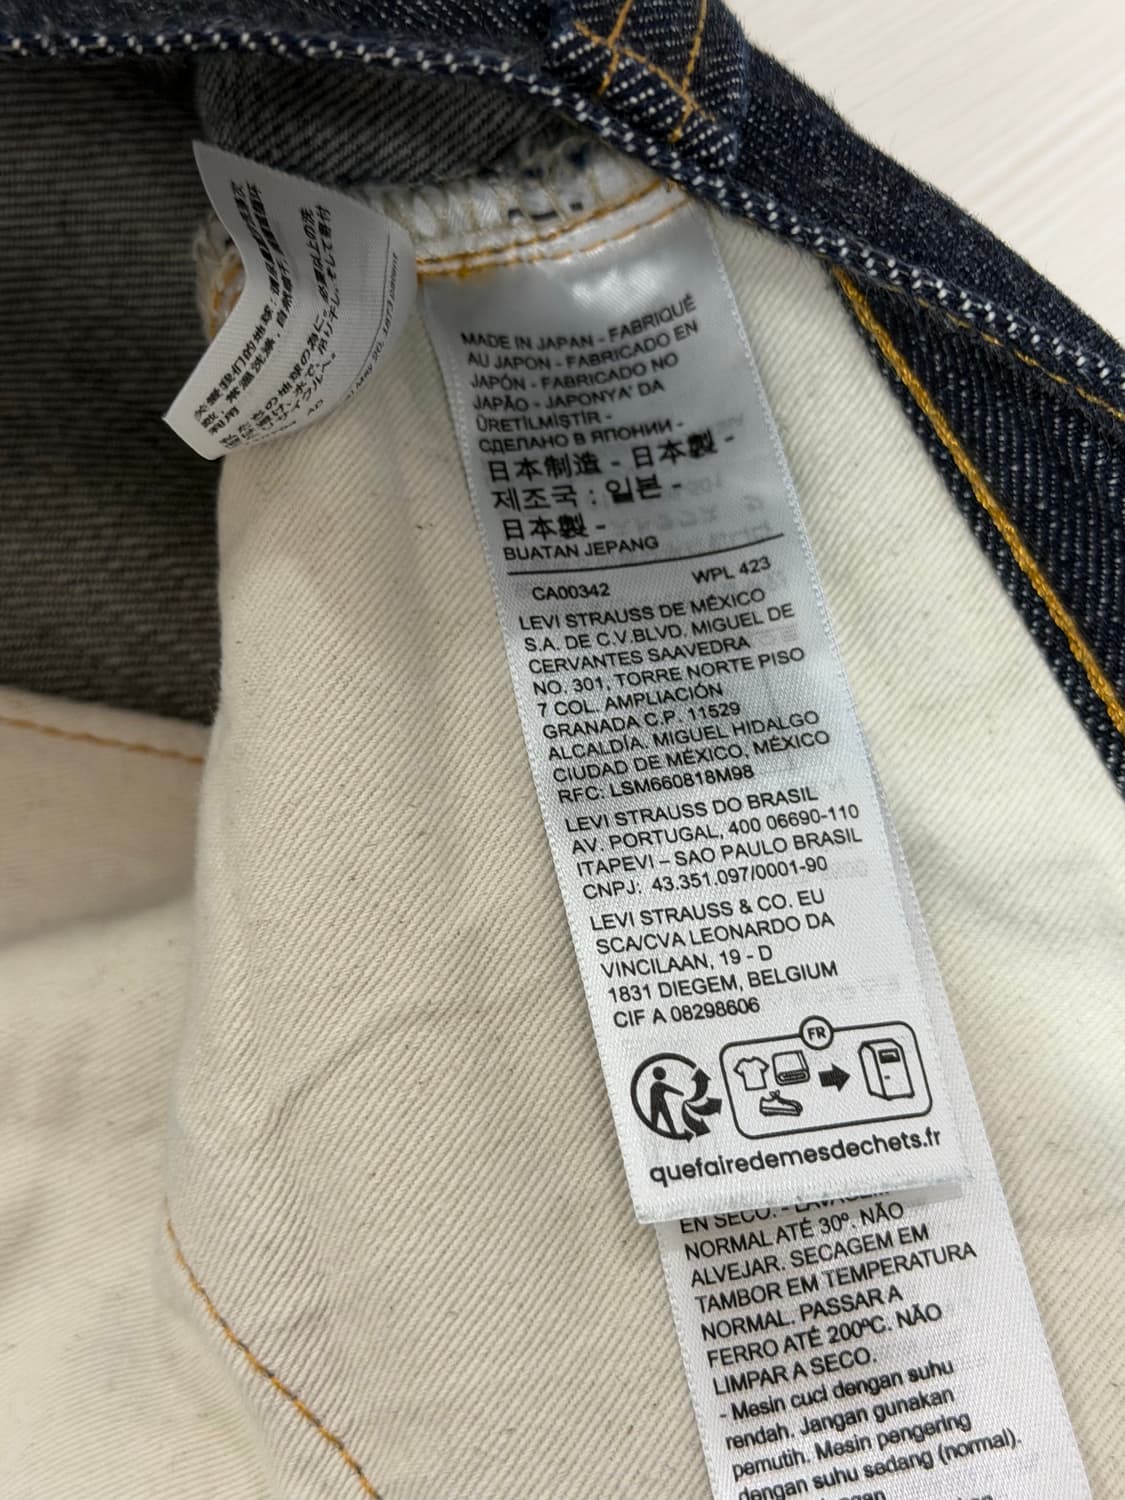 MADE IN JAPAN - FABRIQUÉ
AU JAPON - FABRICADO EN
JAPÓN - FABRICADO NO
JAPÃO - JAPONYA' DA
ÜRETİLMİŞTİR -
СДЕЛАНО В ЯПОНИИ -
日本制造 - 日本製 -
제조국 : 일본 -
日本製 -
BUATAN JEPANG
CA00342 WPL 423
LEVI STRAUSS DE MÉXICO
S.A. DE C.V.BLVD. MIGUEL DE
CERVANTES SAAVEDRA
NO. 301, TORRE NORTE PISO
7 COL. AMPLIACIÓN
GRANADA C.P. 11529
ALCALDÍA. MIGUEL HIDALGO
CIUDAD DE MÉXICO, MÉXICO
RFC: LSM660818M98
LEVI STRAUSS DO BRASIL
AV. PORTUGAL, 400 06690-110
ITAPEVI – SAO PAULO BRASIL
CNPJ: 43.351.097/0001-90
LEVI STRAUSS & CO. EU
SCA/CVA LEONARDO DA
VINCILAAN, 19 - D
1831 DIEGEM, BELGIUM
CIF A 08298606
FR
quefairedemesdechets.fr
EN SECO. - LAVAGEM
NORMAL ATÉ 30º. NÃO
ALVEJAR. SECAGEM EM
TAMBOR EM TEMPERATURA
NORMAL. PASSAR A
FERRO ATÉ 200ºC. NÃO
LIMPAR A SECO.
- Mesin cuci dengan suhu
rendah. Jangan gunakan
pemutih. Mesin pengering
dengan suhu sedang (normal).